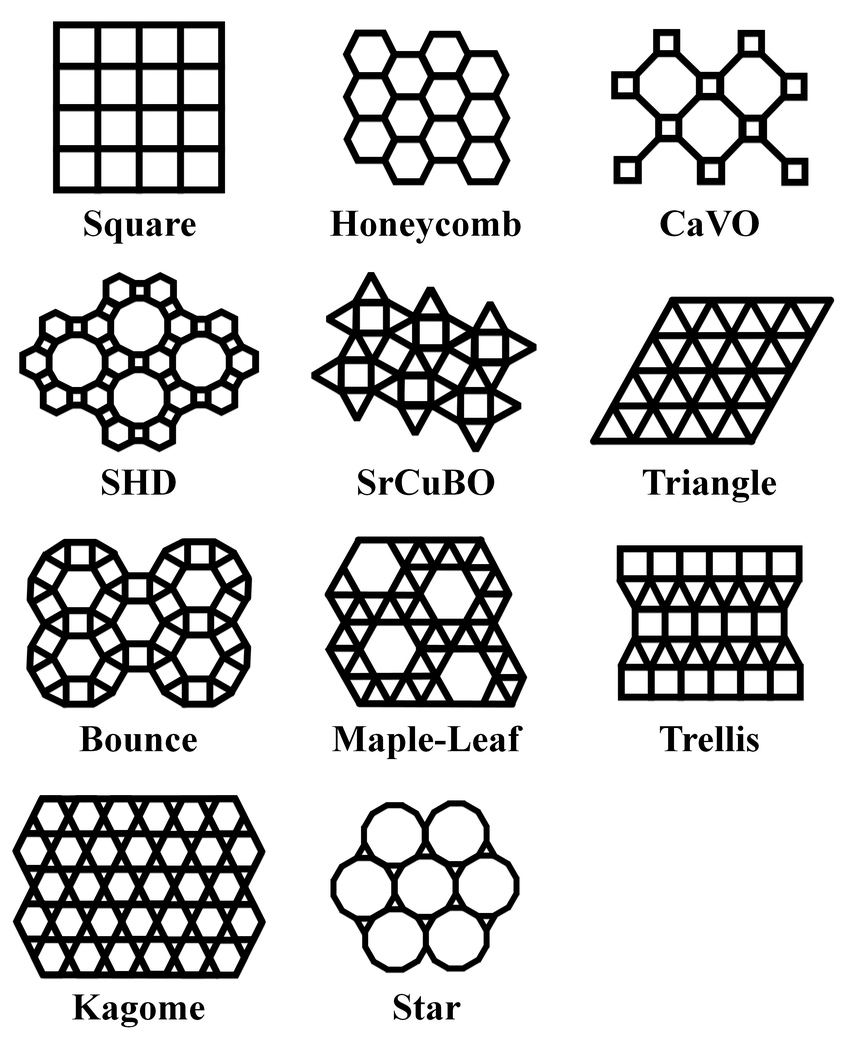 Square
Honeycomb
CaVO
SHD
SrCuBO
Triangle
Bounce
Maple-Leaf
Trellis
Kagome
Star